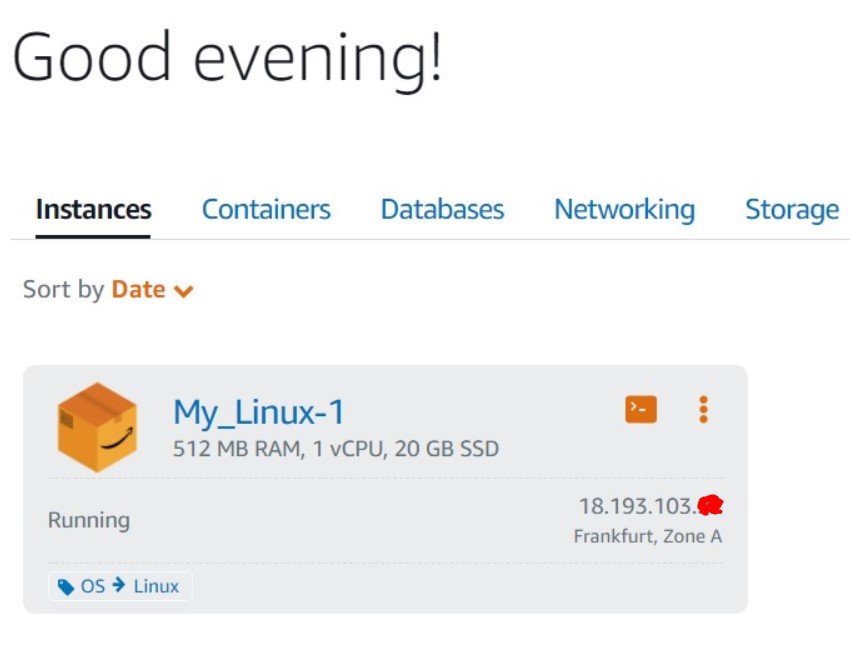 Good evening!
Instances Containers Databases Networking Storage
Sort by Date
My_Linux-1
512 MB RAM, 1 vCPU, 20 GB SSD
Running
18.193.103.
Frankfurt, Zone A
OS → Linux